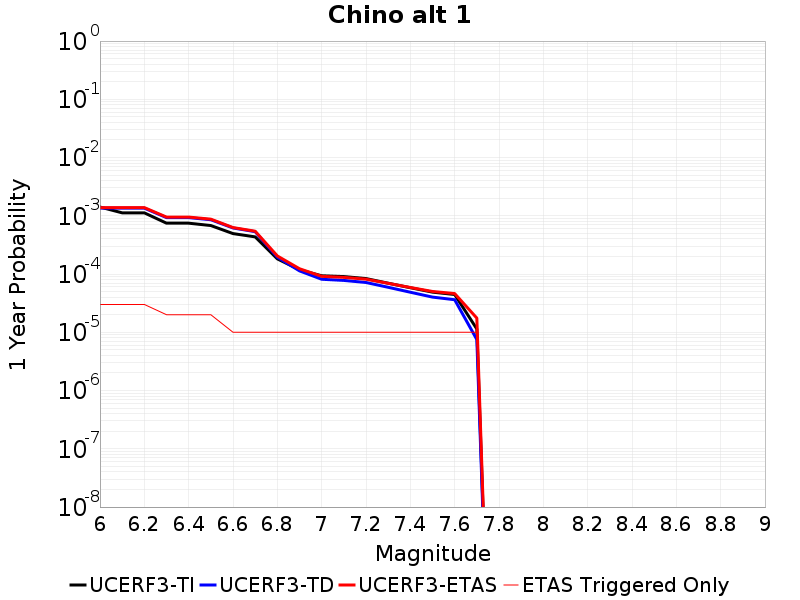 Chino alt 1
10^0
10^-1
10^-2
10^-3
10^-4
10^-5
10^-6
10^-7
10^-8
1 Year Probability
6 6.2 6.4 6.6 6.8 7 7.2 7.4 7.6 7.8 8 8.2 8.4 8.6 8.8 9
Magnitude
UCERF3-TI UCERF3-TD UCERF3-ETAS ETAS Triggered Only